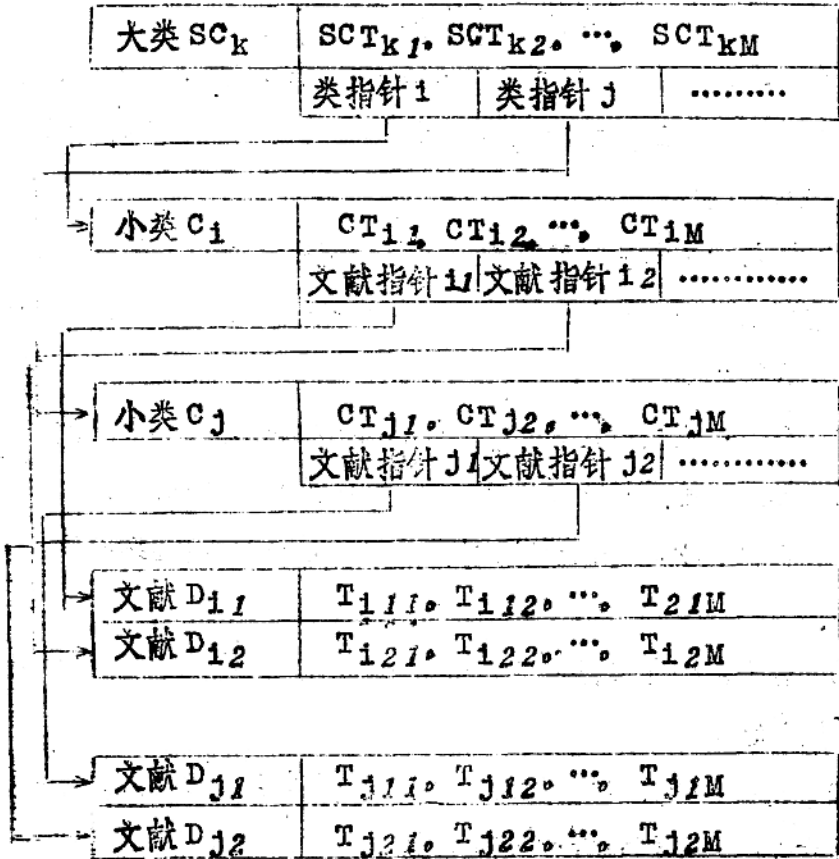 大类 SCk SCTk1, SCTk2, …, SCTkM
类指针 i 类指针 j ………
小类 Ci CTi1, CTi2, …, CTiM
文献指针 i1 文献指针 i2 …………
小类 Cj CTj1, CTj2, …, CTjM
文献指针 j1 文献指针 j2 …………
文献 Di1 Ti11, Ti12, …, T21M
文献 Di2 Ti21, Ti22, …, Ti2M
文献 Dj1 Tj11, Tj12, …, Tj1M
文献 Dj2 Tj21, Tj22, …, Tj2M